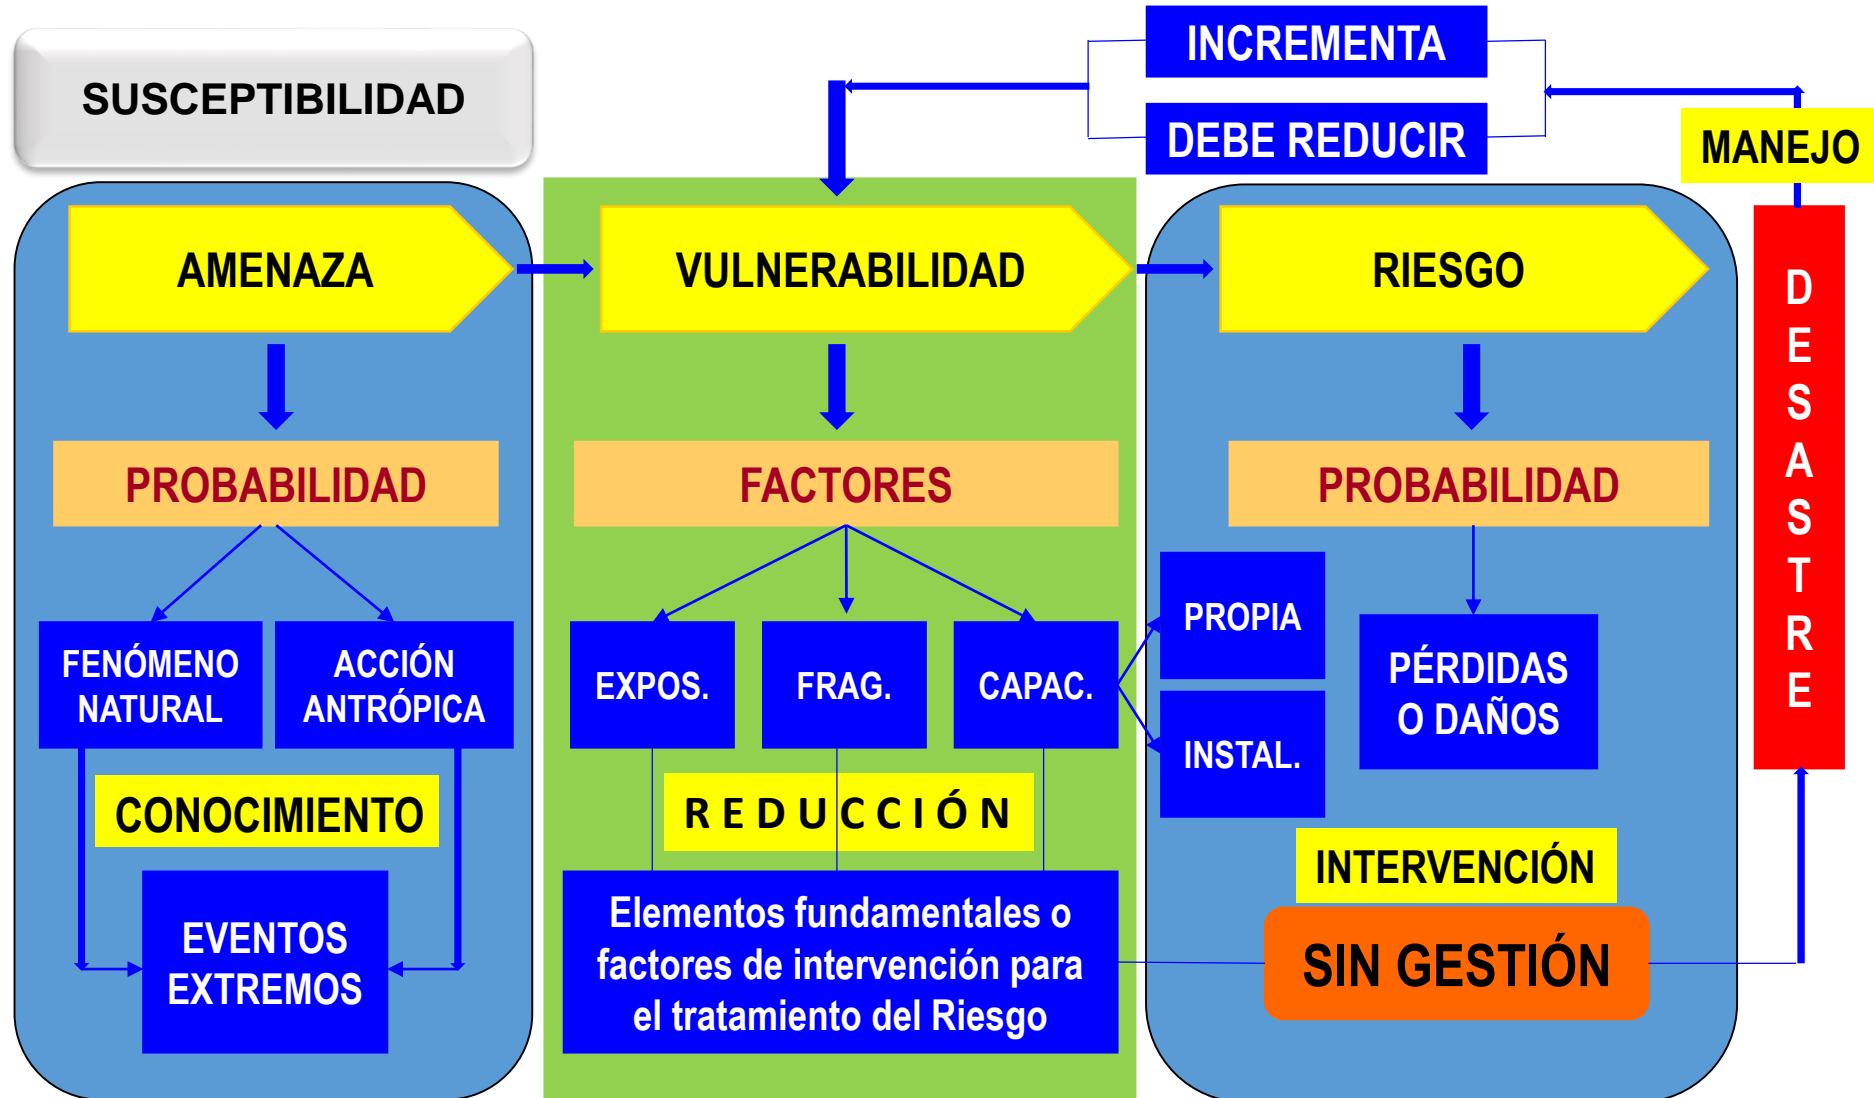 SUSCEPTIBILIDAD
INCREMENTA
DEBE REDUCIR
MANEJO
AMENAZA
VULNERABILIDAD
RIESGO
D
E
S
A
S
T
R
E
PROBABILIDAD
FACTORES
PROBABILIDAD
FENÓMENO
NATURAL
ACCIÓN
ANTRÓPICA
EXPOS.
FRAG.
CAPAC.
PROPIA
INSTAL.
PÉRDIDAS
O DAÑOS
CONOCIMIENTO
R E D U C C I Ó N
INTERVENCIÓN
EVENTOS
EXTREMOS
Elementos fundamentales o
factores de intervención para
el tratamiento del Riesgo
SIN GESTIÓN